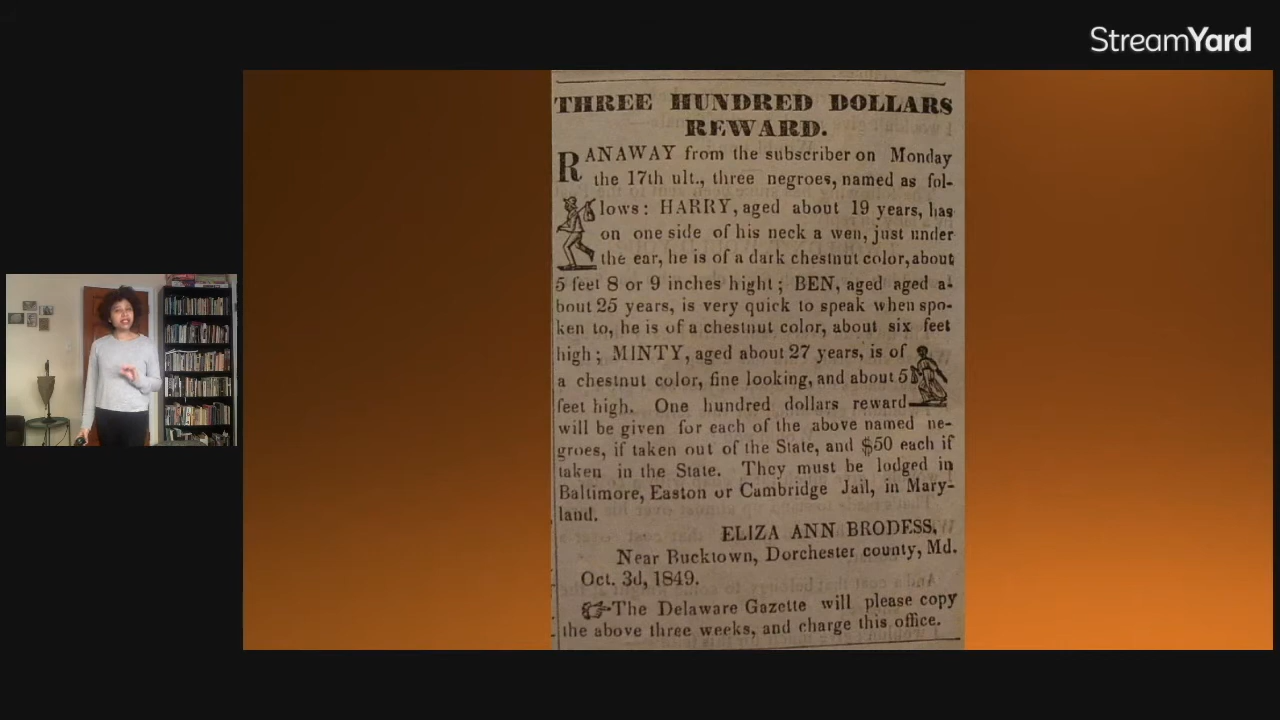 StreamYard
THREE HUNDRED DOLLARS
REWARD.
RANAWAY from the subscriber on Monday
the 17th ult., three negroes, named as fol-
lows: HARRY, aged about 19 years, has
on one side of his neck a wen, just under
the ear, he is of a dark chestnut color, about
5 feet 8 or 9 inches hight; BEN, aged aged a-
bout 25 years, is very quick to speak when spo-
ken to, he is of a chestnut color, about six feet
high; MINTY, aged about 27 years, is of
a chestnut color, fine looking, and about 5
feet high. One hundred dollars reward
will be given for each of the above named ne-
groes, if taken out of the State, and $50 each if
taken in the State. They must be lodged in
Baltimore, Easton or Cambridge Jail, in Mary-
land.
ELIZA ANN BRODESS,
Near Bucktown, Dorchester county, Md.
Oct. 3d, 1849.
The Delaware Gazette will please copy
the above three weeks, and charge this office.